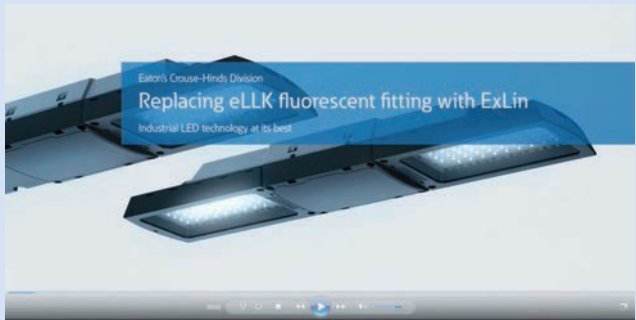 Eaton's Crouse-Hinds Division
Replacing eLLK fluorescent fitting with ExLin
Industrial LED technology at its best